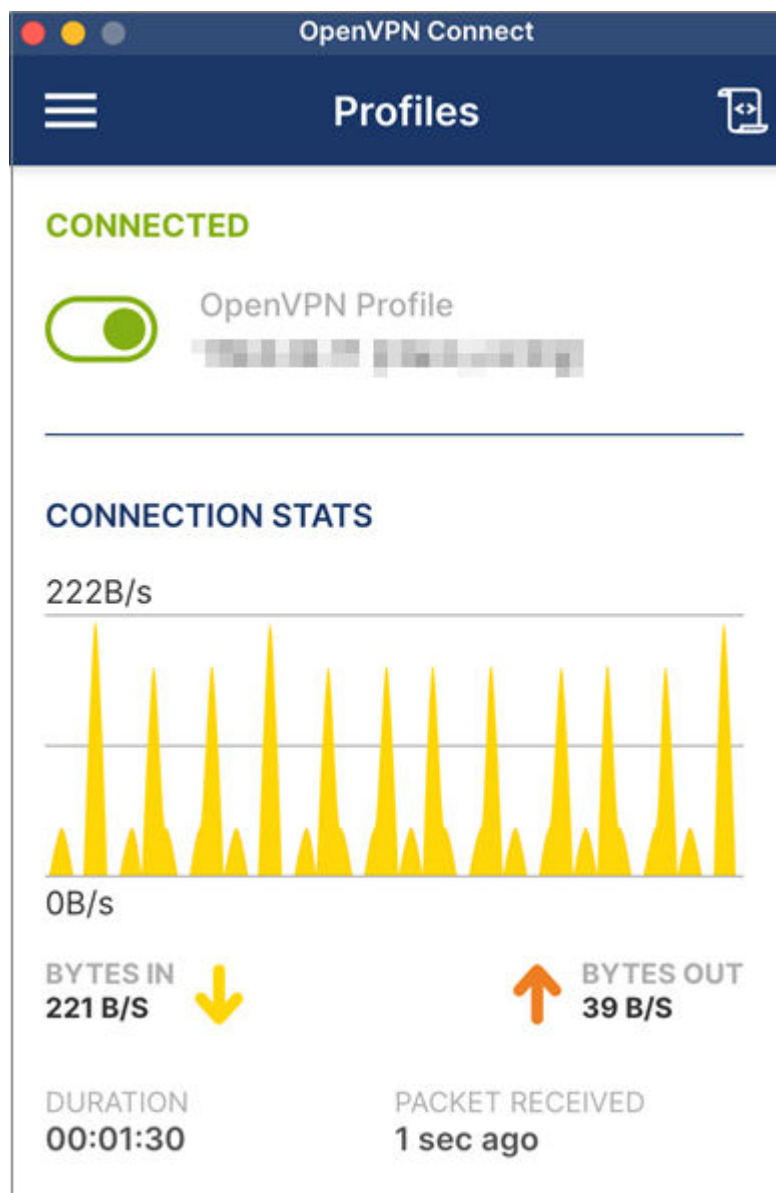 OpenVPN Connect
Profiles
CONNECTED
OpenVPN Profile
CONNECTION STATS
222B/s
0B/s
BYTES IN
221 B/S
BYTES OUT
39 B/S
DURATION
00:01:30
PACKET RECEIVED
1 sec ago